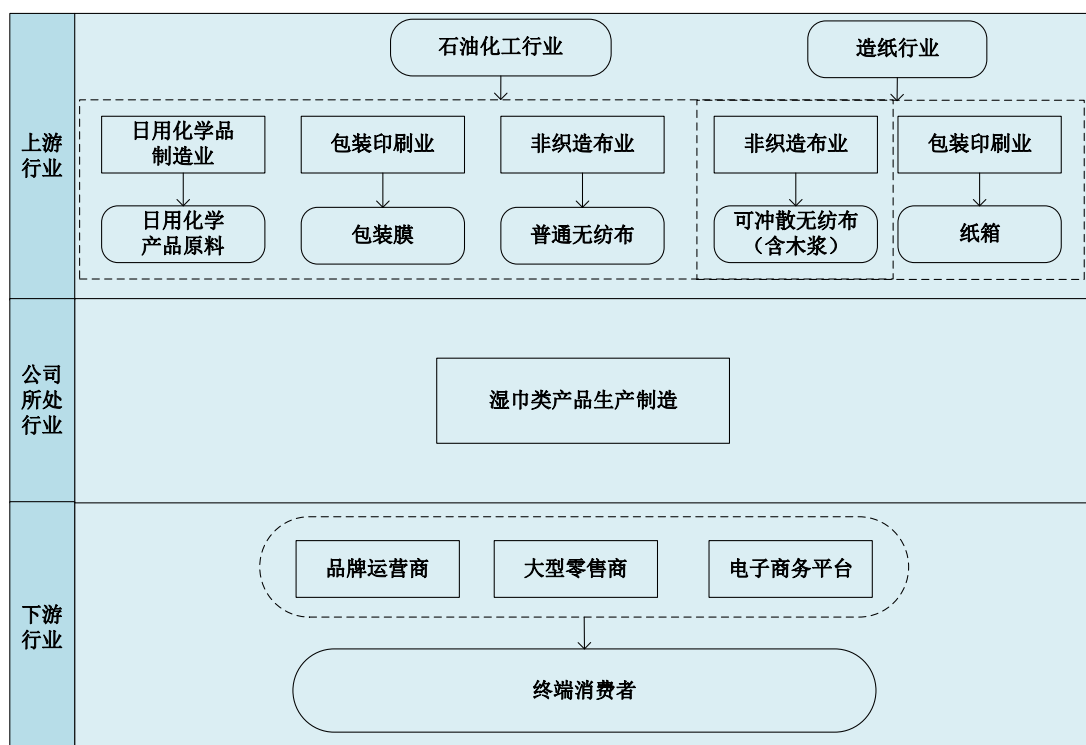 石油化工行业
造纸行业
上游
行业
日用化学品
制造业
包装印刷业
非织造布业
非织造布业
包装印刷业
日用化学
产品原料
包装膜
普通无纺布
可冲散无纺布
（含木浆）
纸箱
公司
所处
行业
湿巾类产品生产制造
下游
行业
品牌运营商
大型零售商
电子商务平台
终端消费者